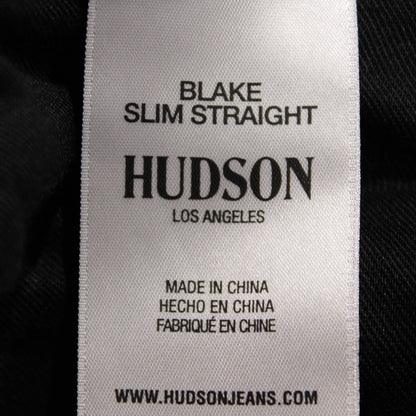 BLAKE
SLIM STRAIGHT
HUDSON
LOS ANGELES
MADE IN CHINA
HECHO EN CHINA
FABRIQUÉ EN CHINE
WWW.HUDSONJEANS.COM